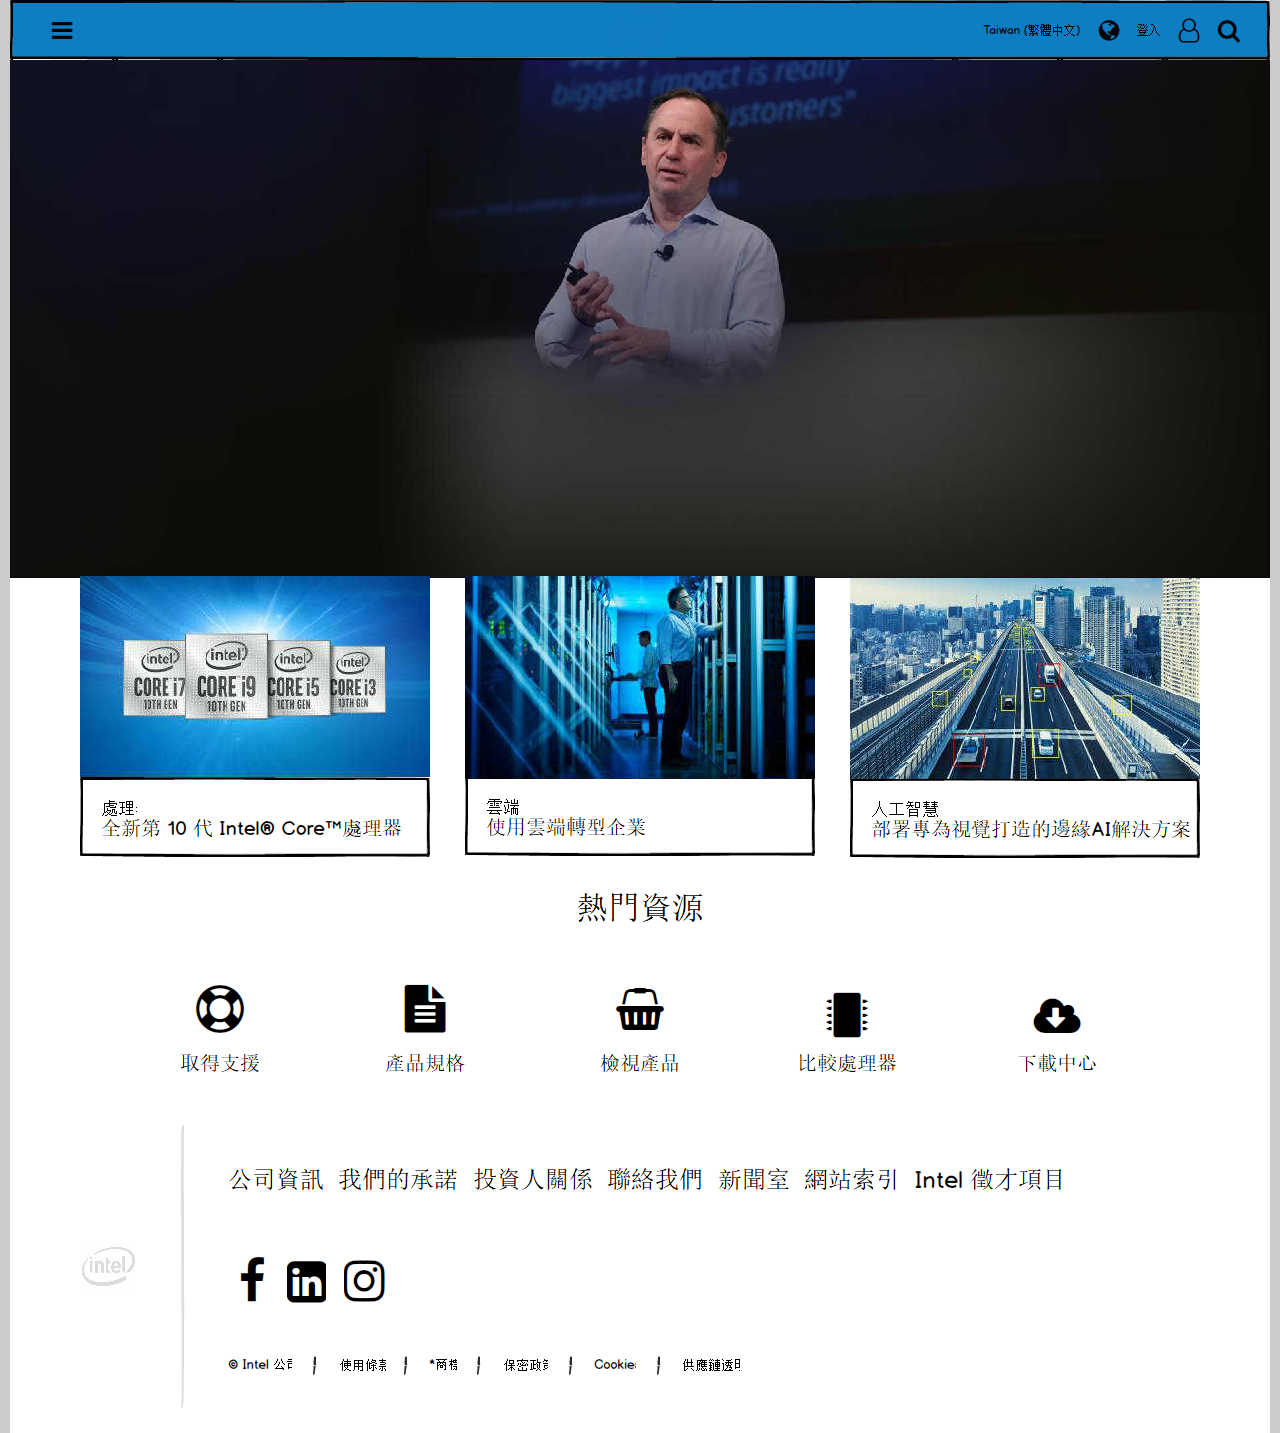 Taiwan (繁體中文) 登入
biggest impact is really
customers"
intel
CORE i7
10TH GEN
intel
CORE i9
10TH GEN
intel
CORE i5
10TH GEN
intel
CORE i3
10TH GEN
處理:
全新第 10 代 Intel® Core™處理器
雲端
使用雲端轉型企業
人工智慧
部署專為視覺打造的邊緣AI解決方案
熱門資源
取得支援 產品規格 檢視產品 比較處理器 下載中心
公司資訊 我們的承諾 投資人關係 聯絡我們 新聞室 網站索引 Intel 徵才項目
intel
© Intel 公司 | 使用條款 | *商標 | 保密政策 | Cookie | 供應鏈透明